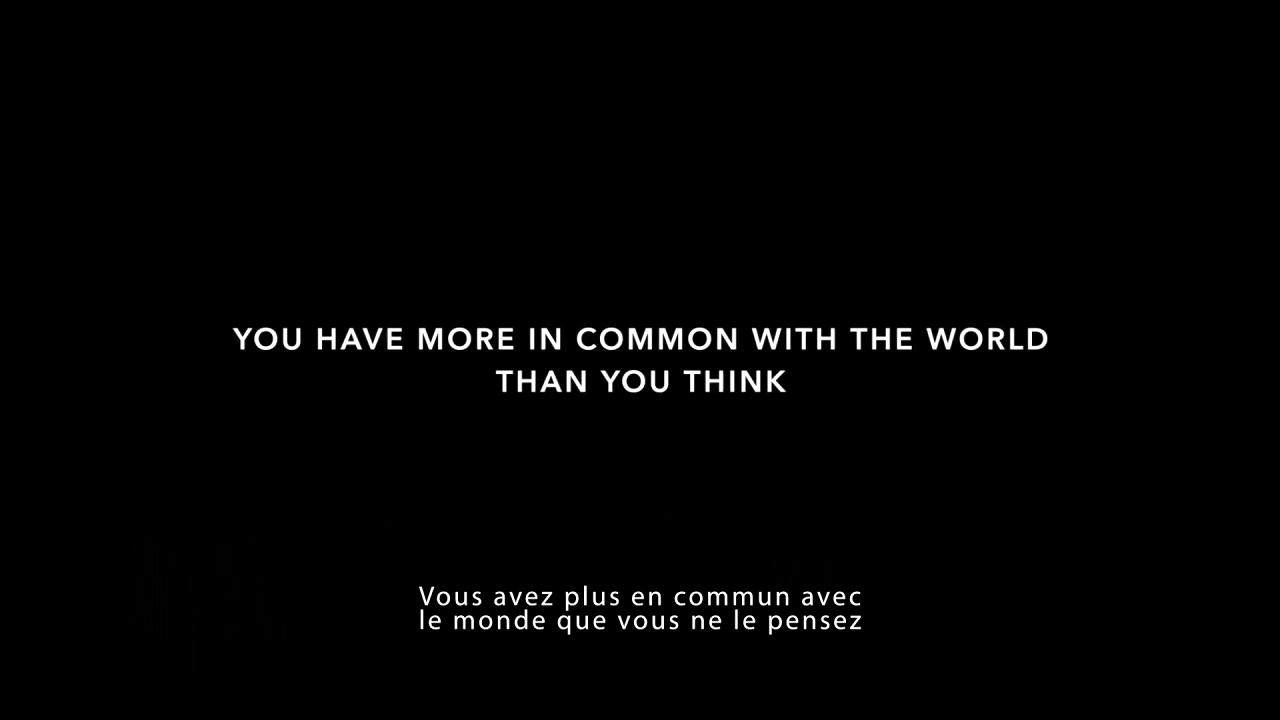 YOU HAVE MORE IN COMMON WITH THE WORLD
THAN YOU THINK
Vous avez plus en commun avec
le monde que vous ne le pensez